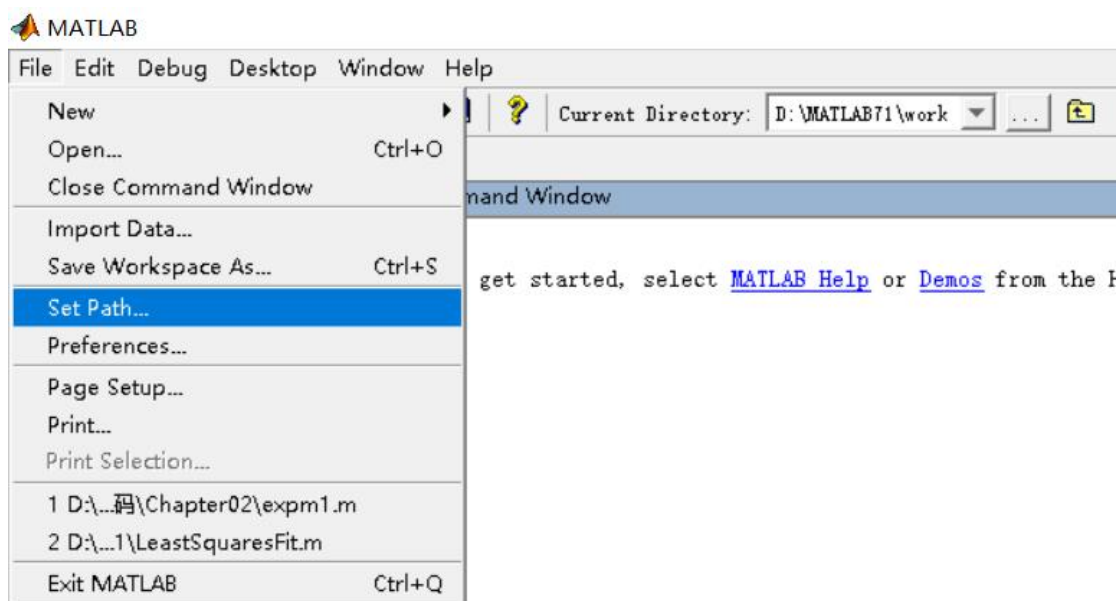 MATLAB
File Edit Debug Desktop Window Help
New
Open... Ctrl+O
Close Command Window
Import Data...
Save Workspace As... Ctrl+S
Set Path...
Preferences...
Page Setup...
Print...
Print Selection...
1 D:\...码\Chapter02\expm1.m
2 D:\...1\LeastSquaresFit.m
Exit MATLAB Ctrl+Q
Current Directory: D:\MATLAB71\work ...
mand Window
get started, select MATLAB Help or Demos from the H